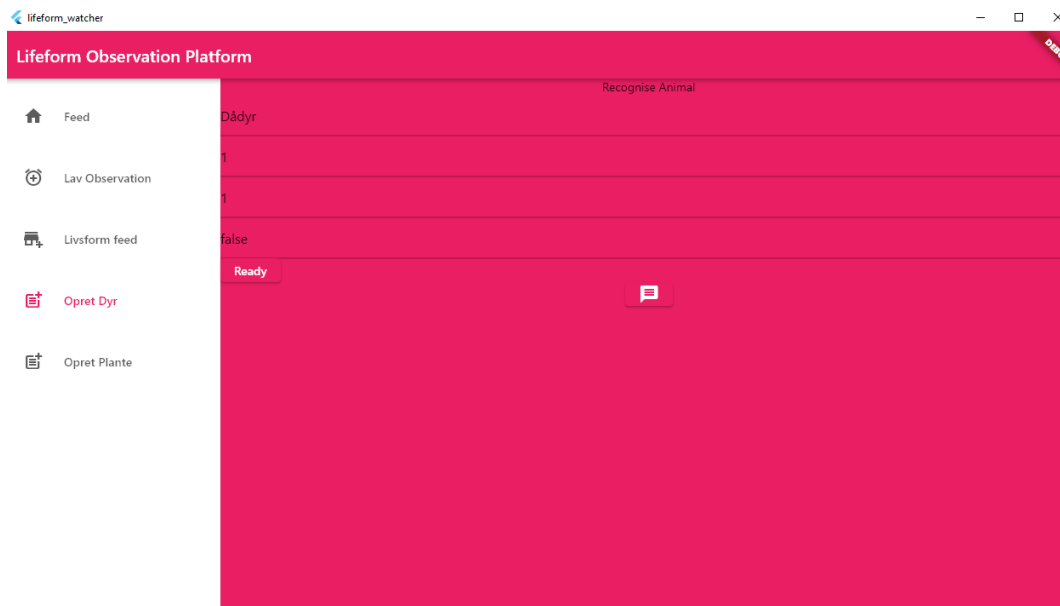 lifeform_watcher
Lifeform Observation Platform
Feed
Lav Observation
Livsform feed
Opret Dyr
Opret Plante
Recognise Animal
Dådyr
1
1
false
Ready